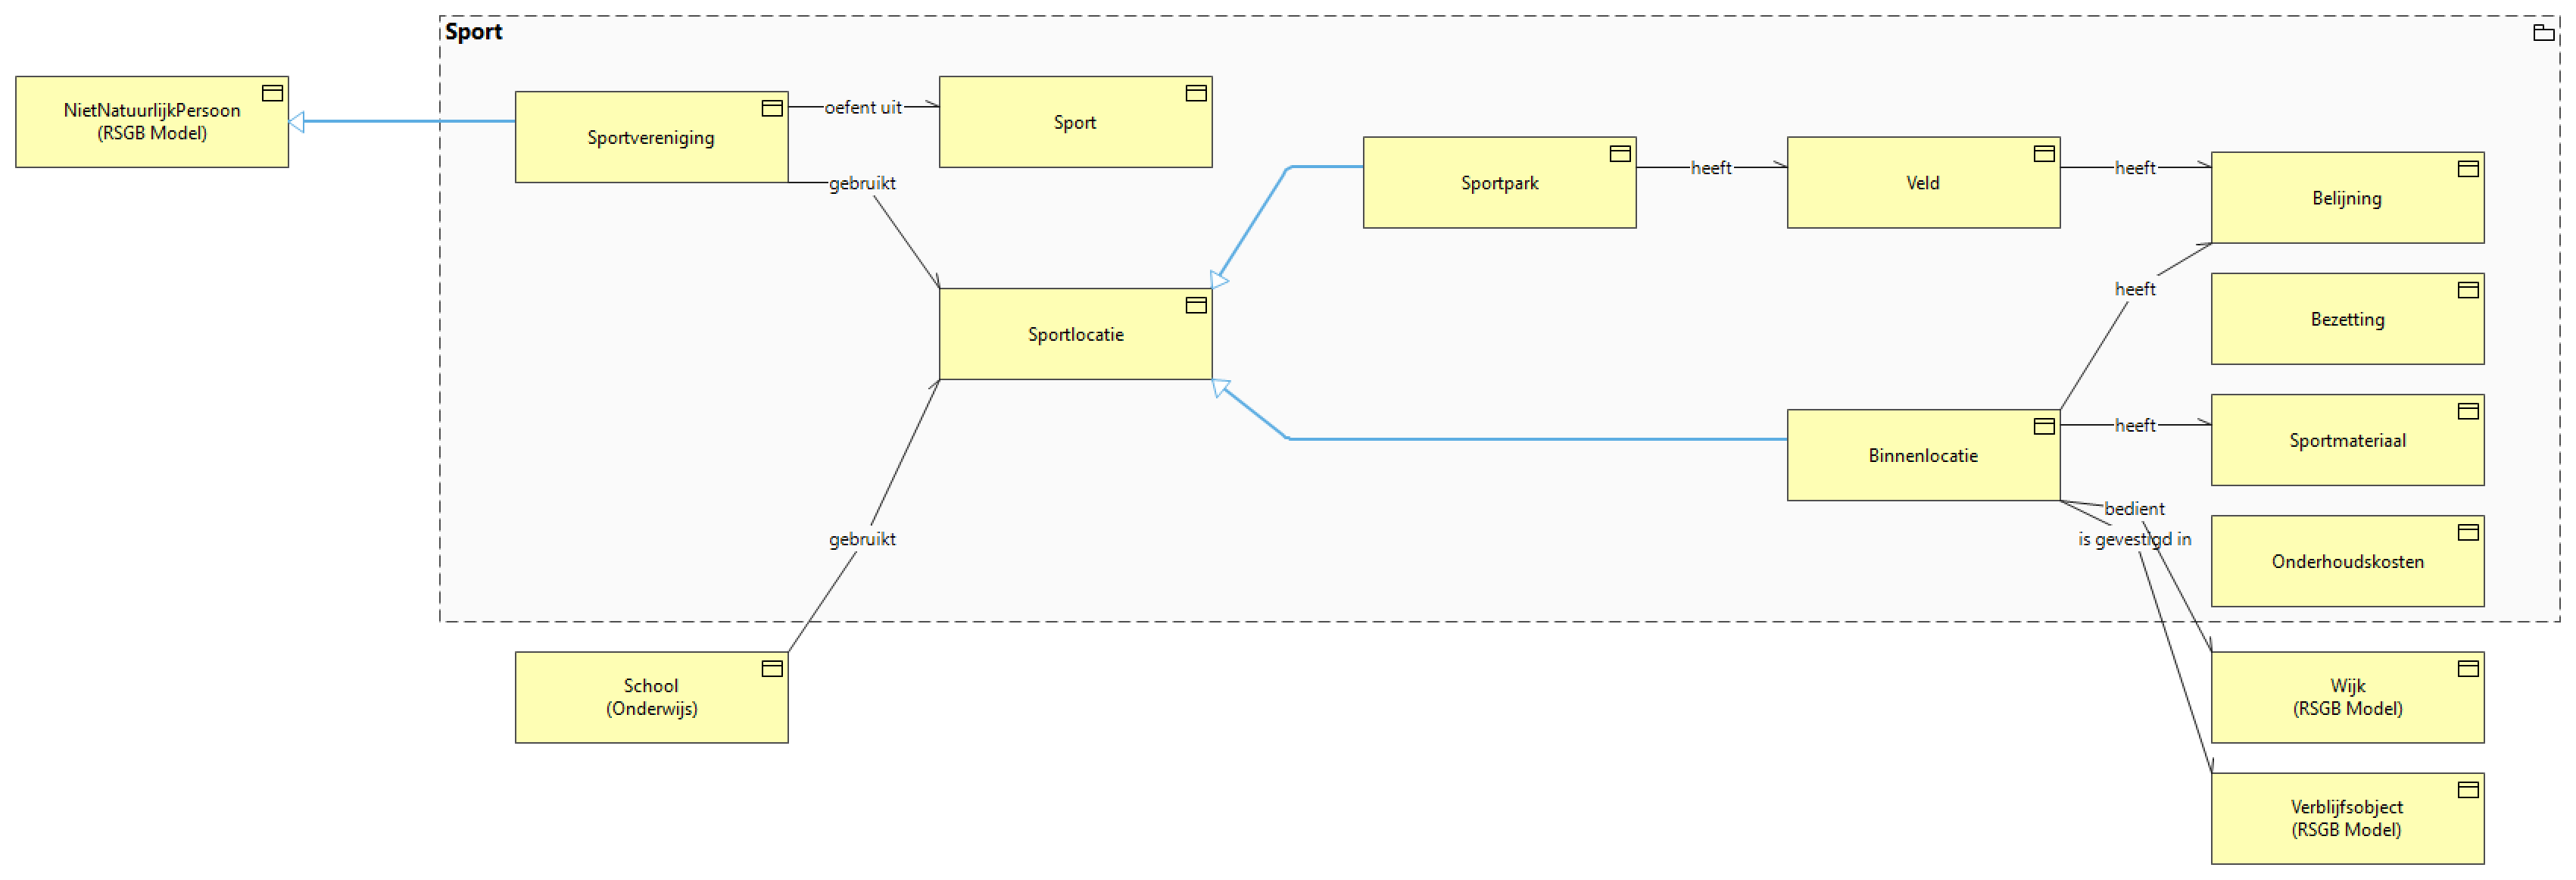 Sport
NietNatuurlijkPersoon
(RSGB Model)
Sportvereniging
oefent uit
Sport
gebruikt
Sportpark
heeft
Veld
heeft
Belijning
heeft
Bezetting
Sportlocatie
Binnenlocatie
heeft
Sportmateriaal
bedient
is gevestigd in
gebruikt
Onderhoudskosten
School
(Onderwijs)
Wijk
(RSGB Model)
Verblijfsobject
(RSGB Model)